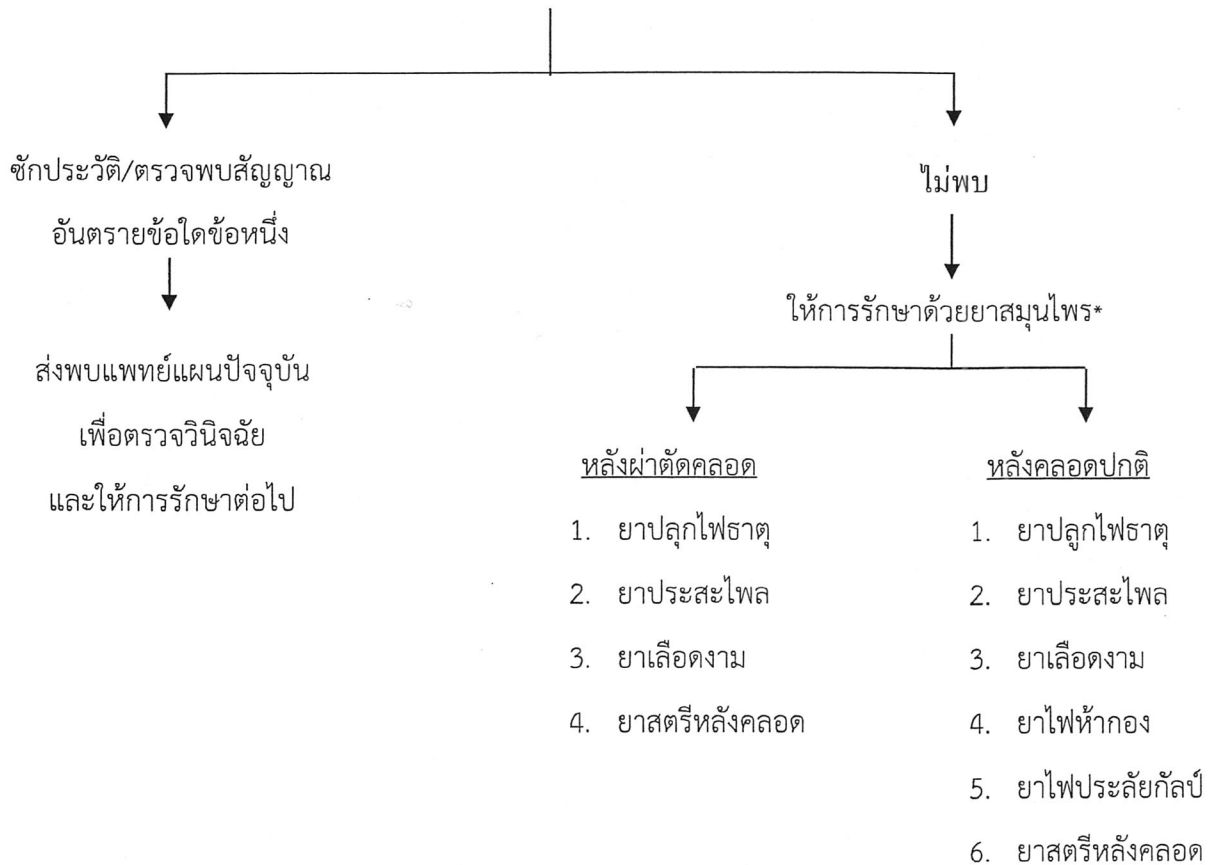 ซักประวัติ/ตรวจพบสัญญาณ
อันตรายข้อใดข้อหนึ่ง
ส่งพบแพทย์แผนปัจจุบัน
เพื่อตรวจวินิจฉัย
และให้การรักษาต่อไป
ไม่พบ
ให้การรักษาด้วยยาสมุนไพร*
หลังผ่าตัดคลอด
1. ยาปลุกไฟธาตุ
2. ยาประสะไพล
3. ยาเลือดงาม
4. ยาสตรีหลังคลอด
หลังคลอดปกติ
1. ยาปลูกไฟธาตุ
2. ยาประสะไพล
3. ยาเลือดงาม
4. ยาไฟห้ากอง
5. ยาไฟประลัยกัลป์
6. ยาสตรีหลังคลอด